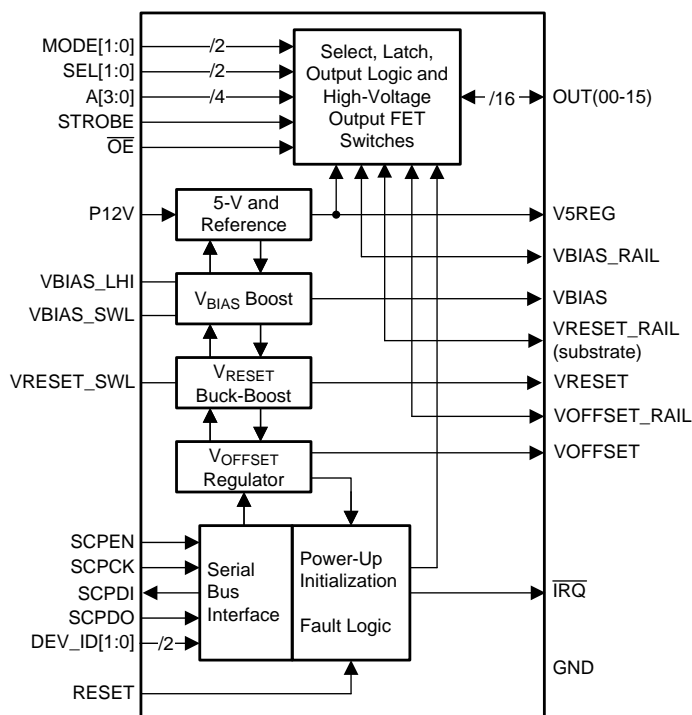 MODE[1:0]
/2
SEL[1:0]
/2
A[3:0]
/4
STROBE
OE
Select, Latch,
Output Logic and
High-Voltage
Output FET
Switches
/16
OUT(00-15)
P12V
5-V and
Reference
V5REG
VBIAS_RAIL
VBIAS_LHI
VBIAS_SWL
VBIAS Boost
VBIAS
VRESET_RAIL
(substrate)
VRESET_SWL
VRESET
Buck-Boost
VRESET
VOFFSET_RAIL
VOFFSET
Regulator
VOFFSET
SCPEN
SCPCK
SCPDI
SCPDO
DEV_ID[1:0]
/2
Serial
Bus
Interface
Power-Up
Initialization
Fault Logic
IRQ
GND
RESET